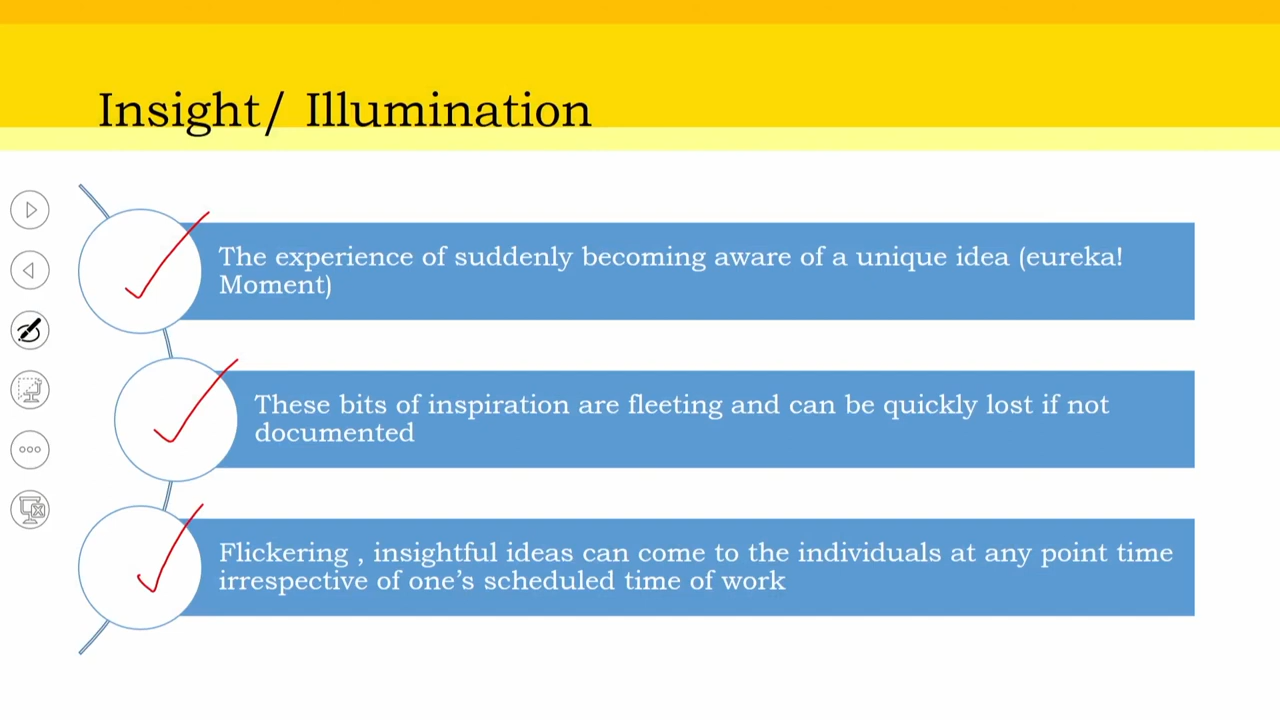 Insight/ Illumination
The experience of suddenly becoming aware of a unique idea (eureka!
Moment)
These bits of inspiration are fleeting and can be quickly lost if not
documented
Flickering , insightful ideas can come to the individuals at any point time
irrespective of one’s scheduled time of work